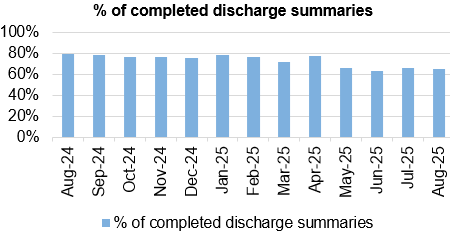 % of completed discharge summaries
100%
80%
60%
40%
20%
0%
Aug-24
Sep-24
Oct-24
Nov-24
Dec-24
Jan-25
Feb-25
Mar-25
Apr-25
May-25
Jun-25
Jul-25
Aug-25
% of completed discharge summaries